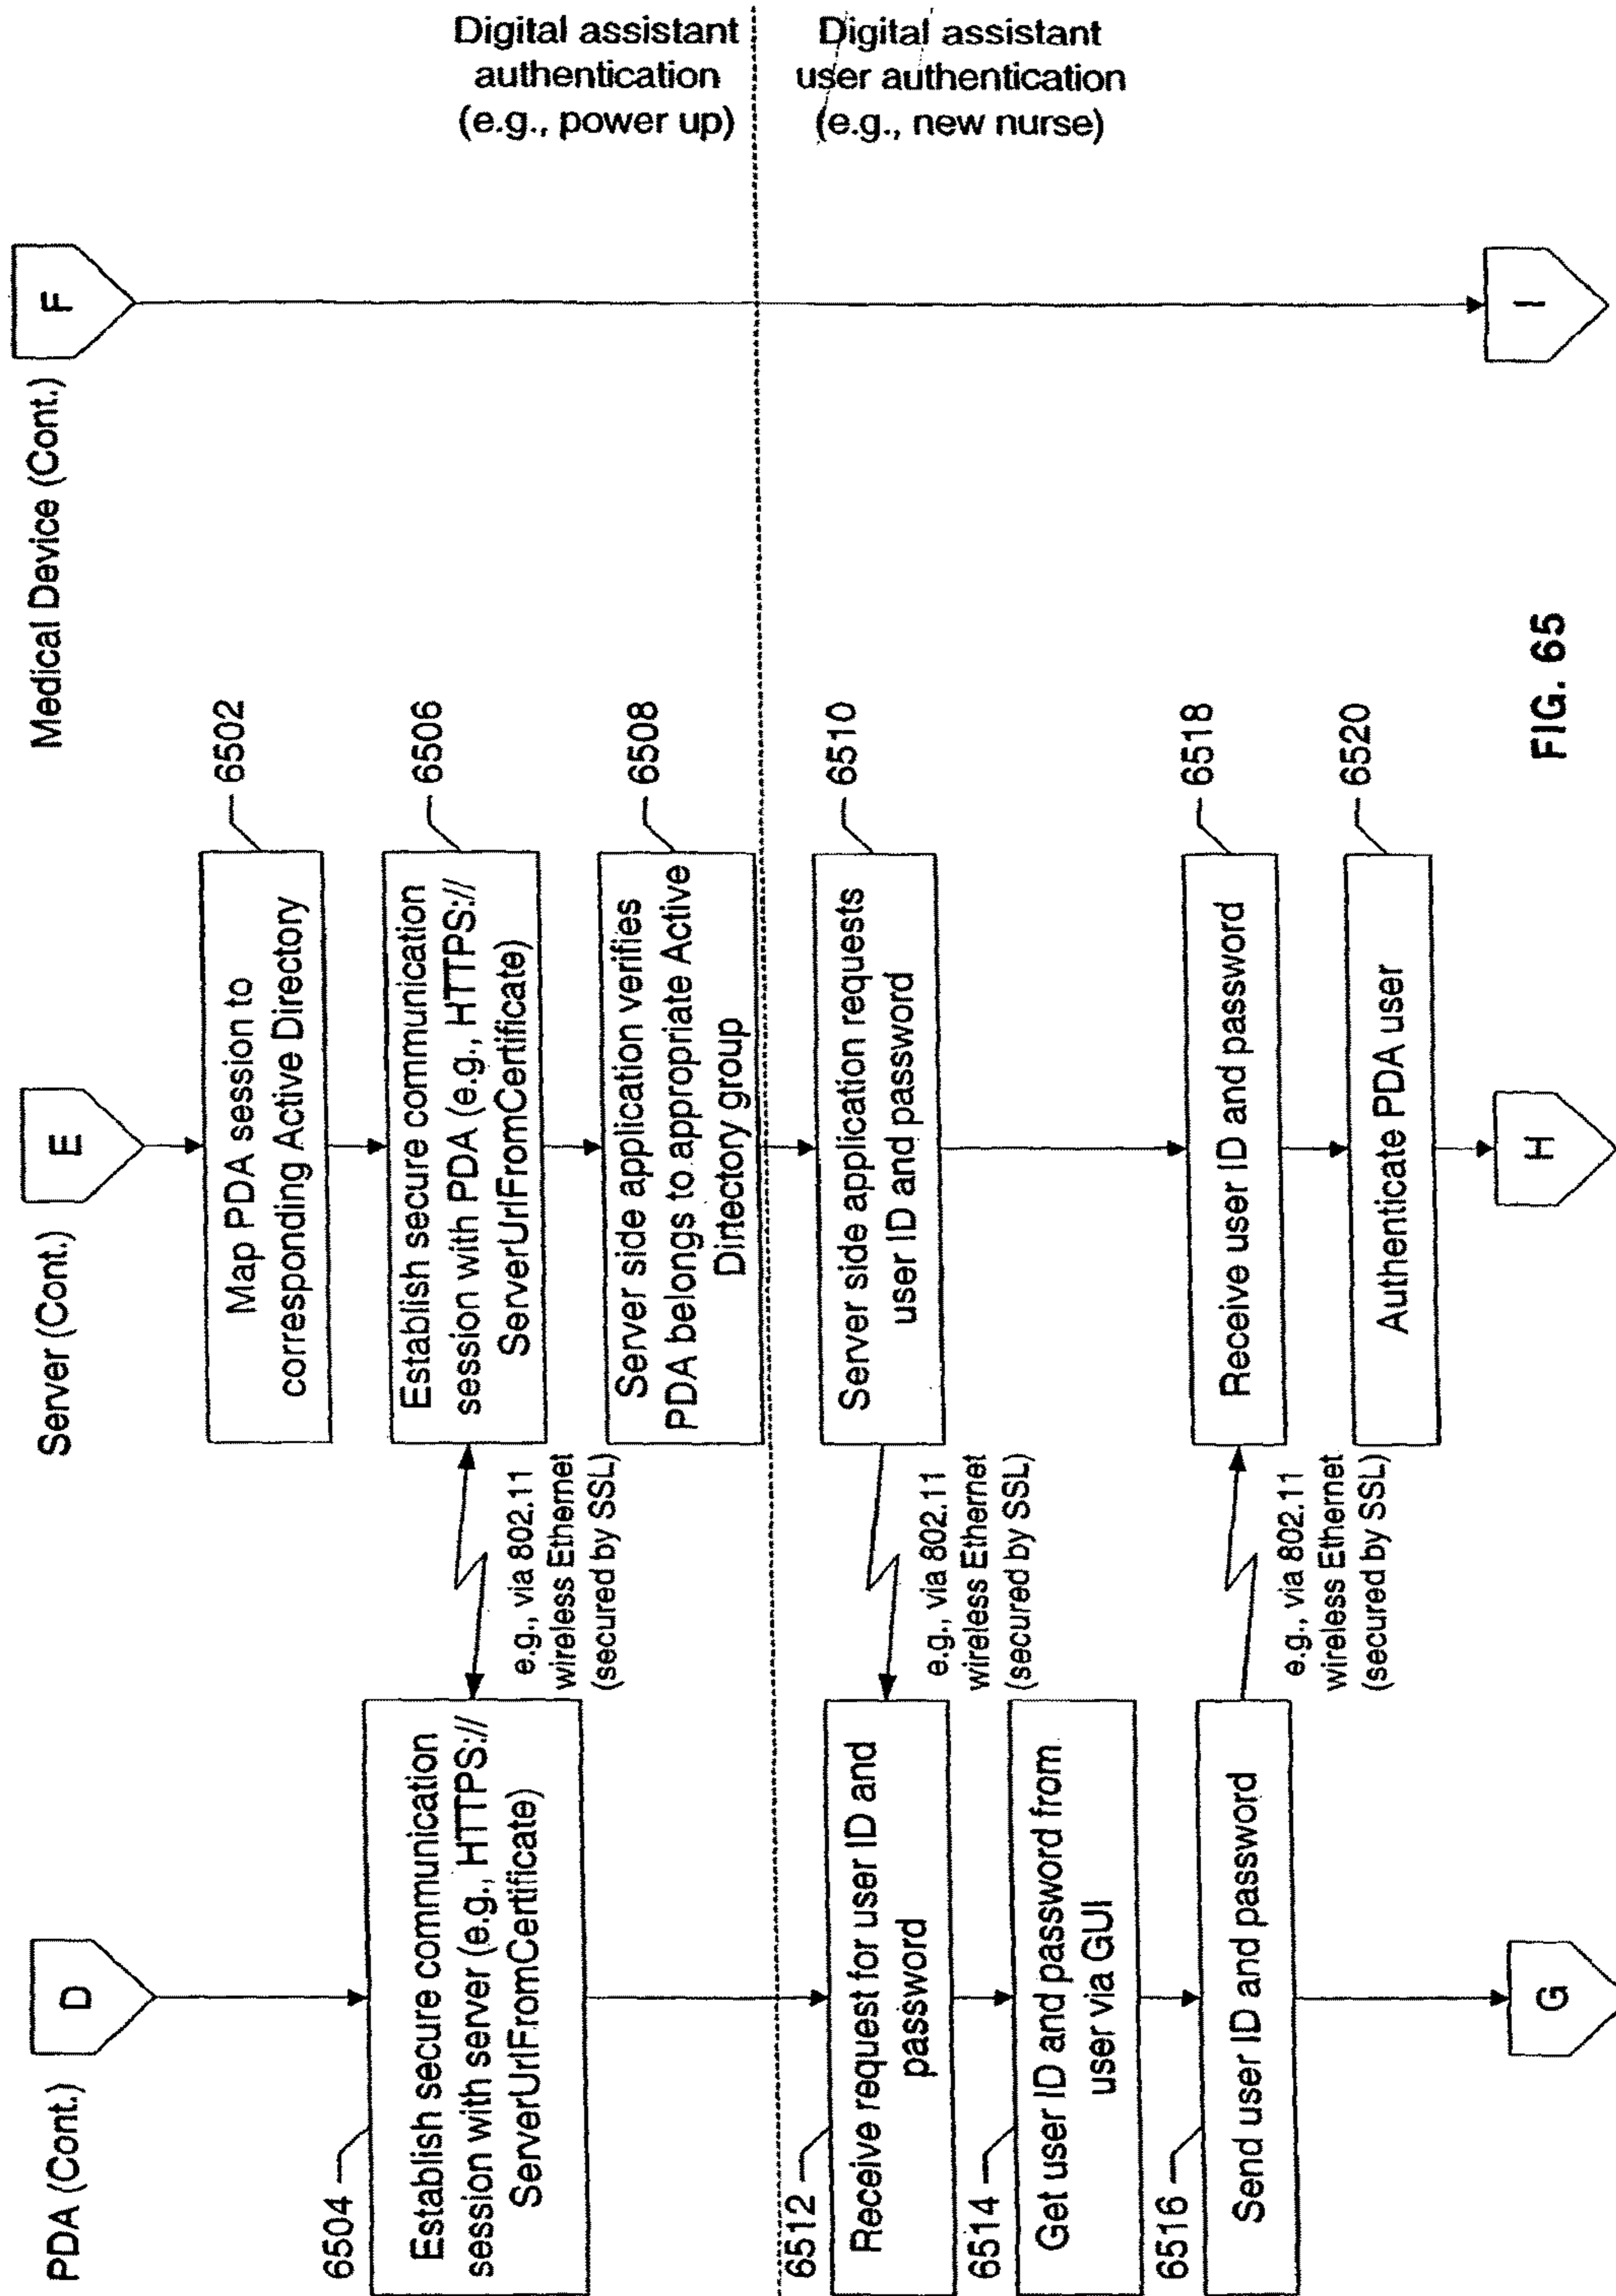 PDA (Cont.)
D
Server (Cont.)
E
Medical Device (Cont.)
F
Map PDA session to
corresponding Active Directory
6502
6504
Establish secure communication
session with server (e.g., HTTPS://
ServerUrlFromCertificate)
e.g., via 802.11
wireless Ethernet
(secured by SSL)
Establish secure communication
session with PDA (e.g., HTTPS://
ServerUrlFromCertificate)
6506
Server side application verifies
PDA belongs to appropriate Active
Directory group
6508
Digital assistant
authentication
(e.g., power up)
Digital assistant
user authentication
(e.g., new nurse)
Server side application requests
user ID and password
6510
6512
Receive request for user ID and
password
e.g., via 802.11
wireless Ethernet
(secured by SSL)
6514
Get user ID and password from
user via GUI
6516
Send user ID and password
e.g., via 802.11
wireless Ethernet
(secured by SSL)
Receive user ID and password
6518
Authenticate PDA user
6520
G
H
I
FIG. 65